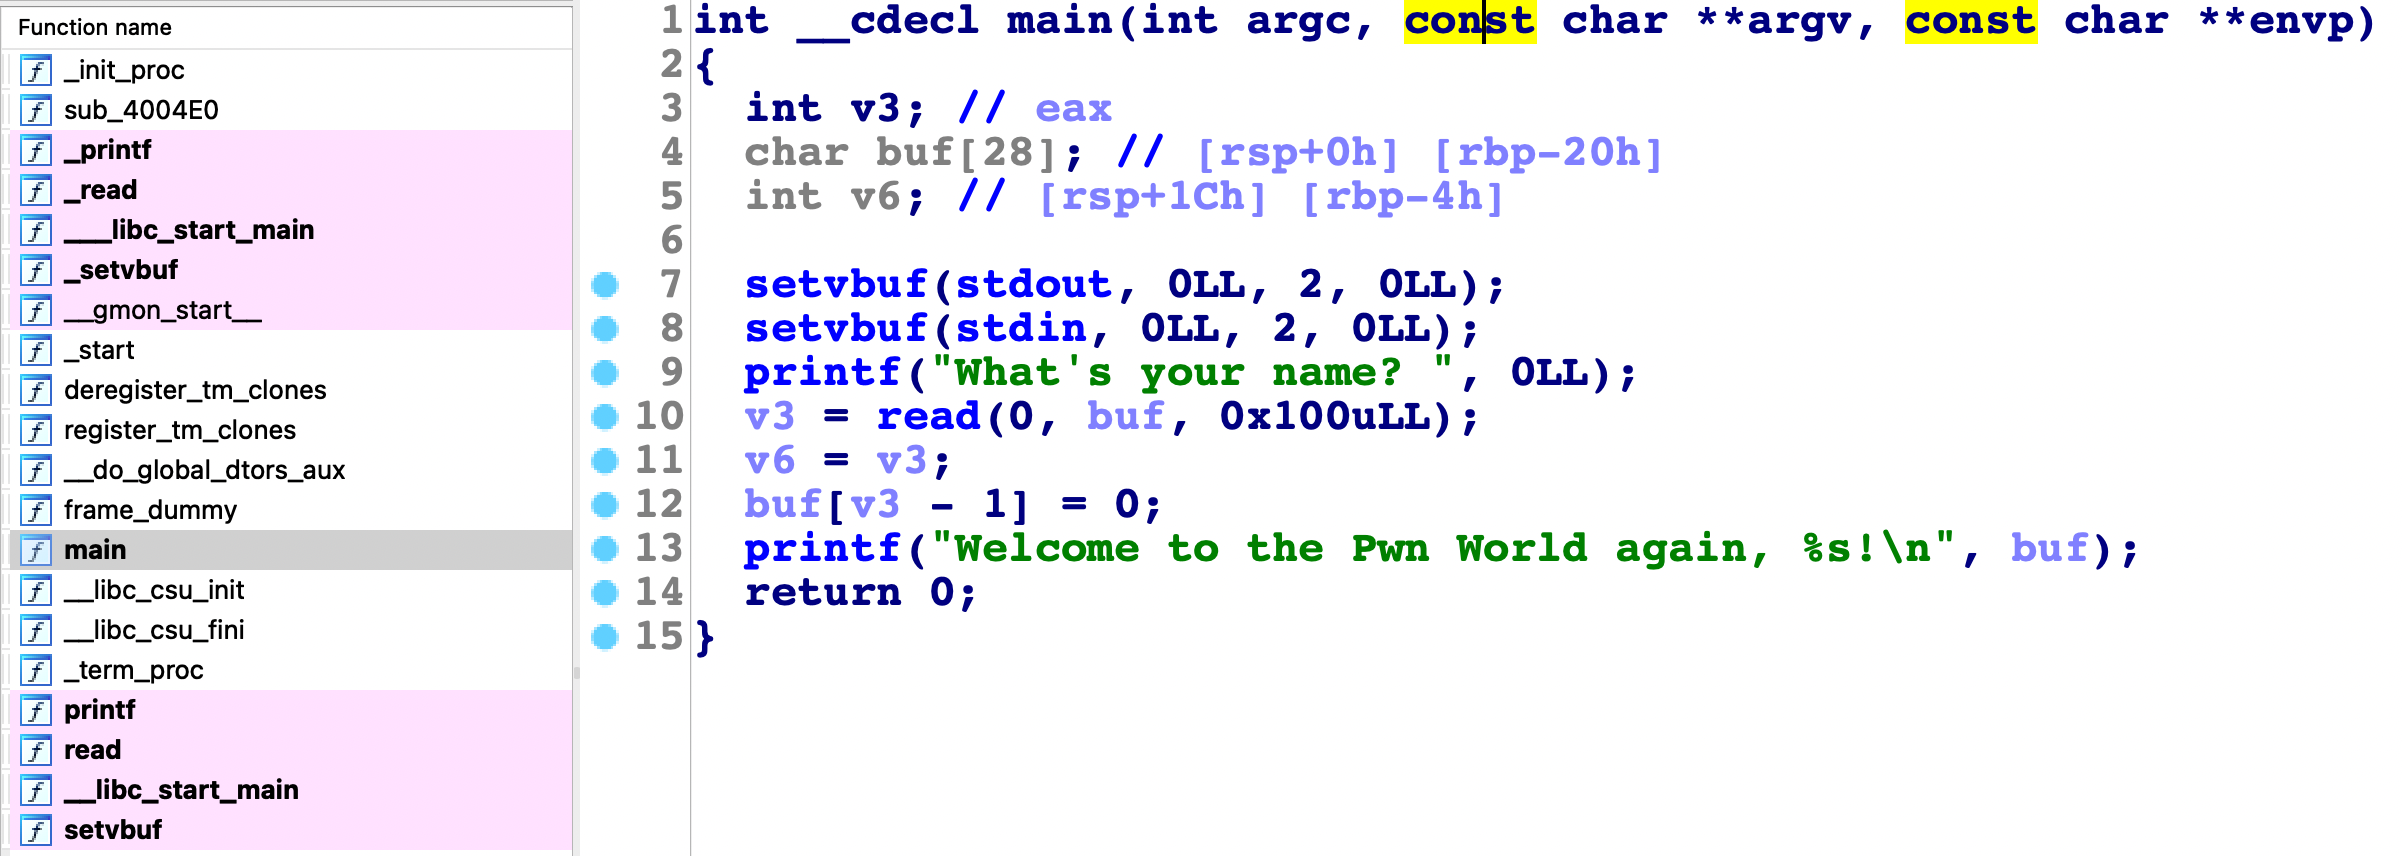 Function name
_init_proc
sub_4004E0
_printf
_read
___libc_start_main
_setvbuf
__gmon_start__
_start
deregister_tm_clones
register_tm_clones
__do_global_dtors_aux
frame_dummy
main
__libc_csu_init
__libc_csu_fini
_term_proc
printf
read
__libc_start_main
setvbuf
1 int __cdecl main(int argc, const char **argv, const char **envp)
2 {
3   int v3; // eax
4   char buf[28]; // [rsp+0h] [rbp-20h]
5   int v6; // [rsp+1Ch] [rbp-4h]
6
7   setvbuf(stdout, 0LL, 2, 0LL);
8   setvbuf(stdin, 0LL, 2, 0LL);
9   printf("What's your name? ", 0LL);
10   v3 = read(0, buf, 0x100uLL);
11   v6 = v3;
12   buf[v3 - 1] = 0;
13   printf("Welcome to the Pwn World again, %s!\n", buf);
14   return 0;
15 }